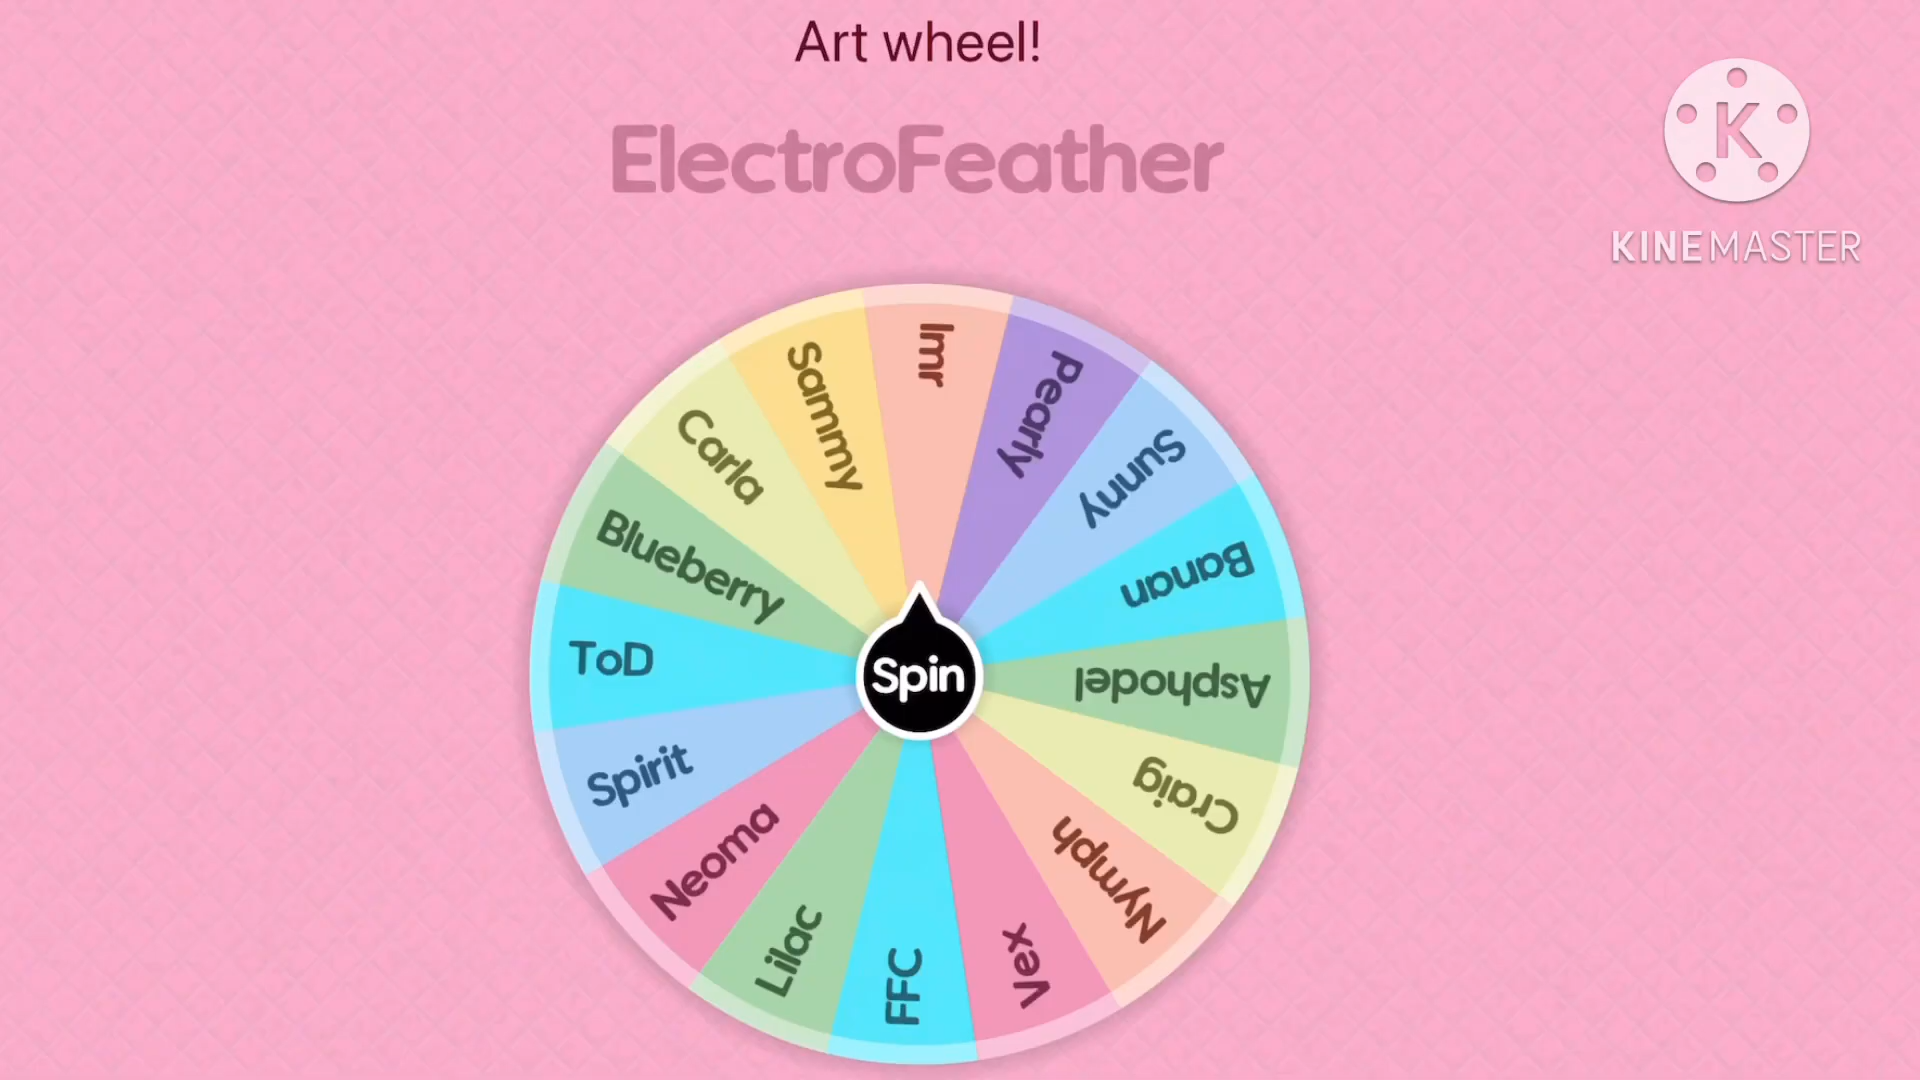 Art wheel!
ElectroFeather
K
KINEMASTER
Imr
Pearly
Sunny
Banan
Asphodel
Craig
Nymph
Vex
FFC
Lilac
Neoma
Spirit
ToD
Blueberry
Carla
Sammy
Spin